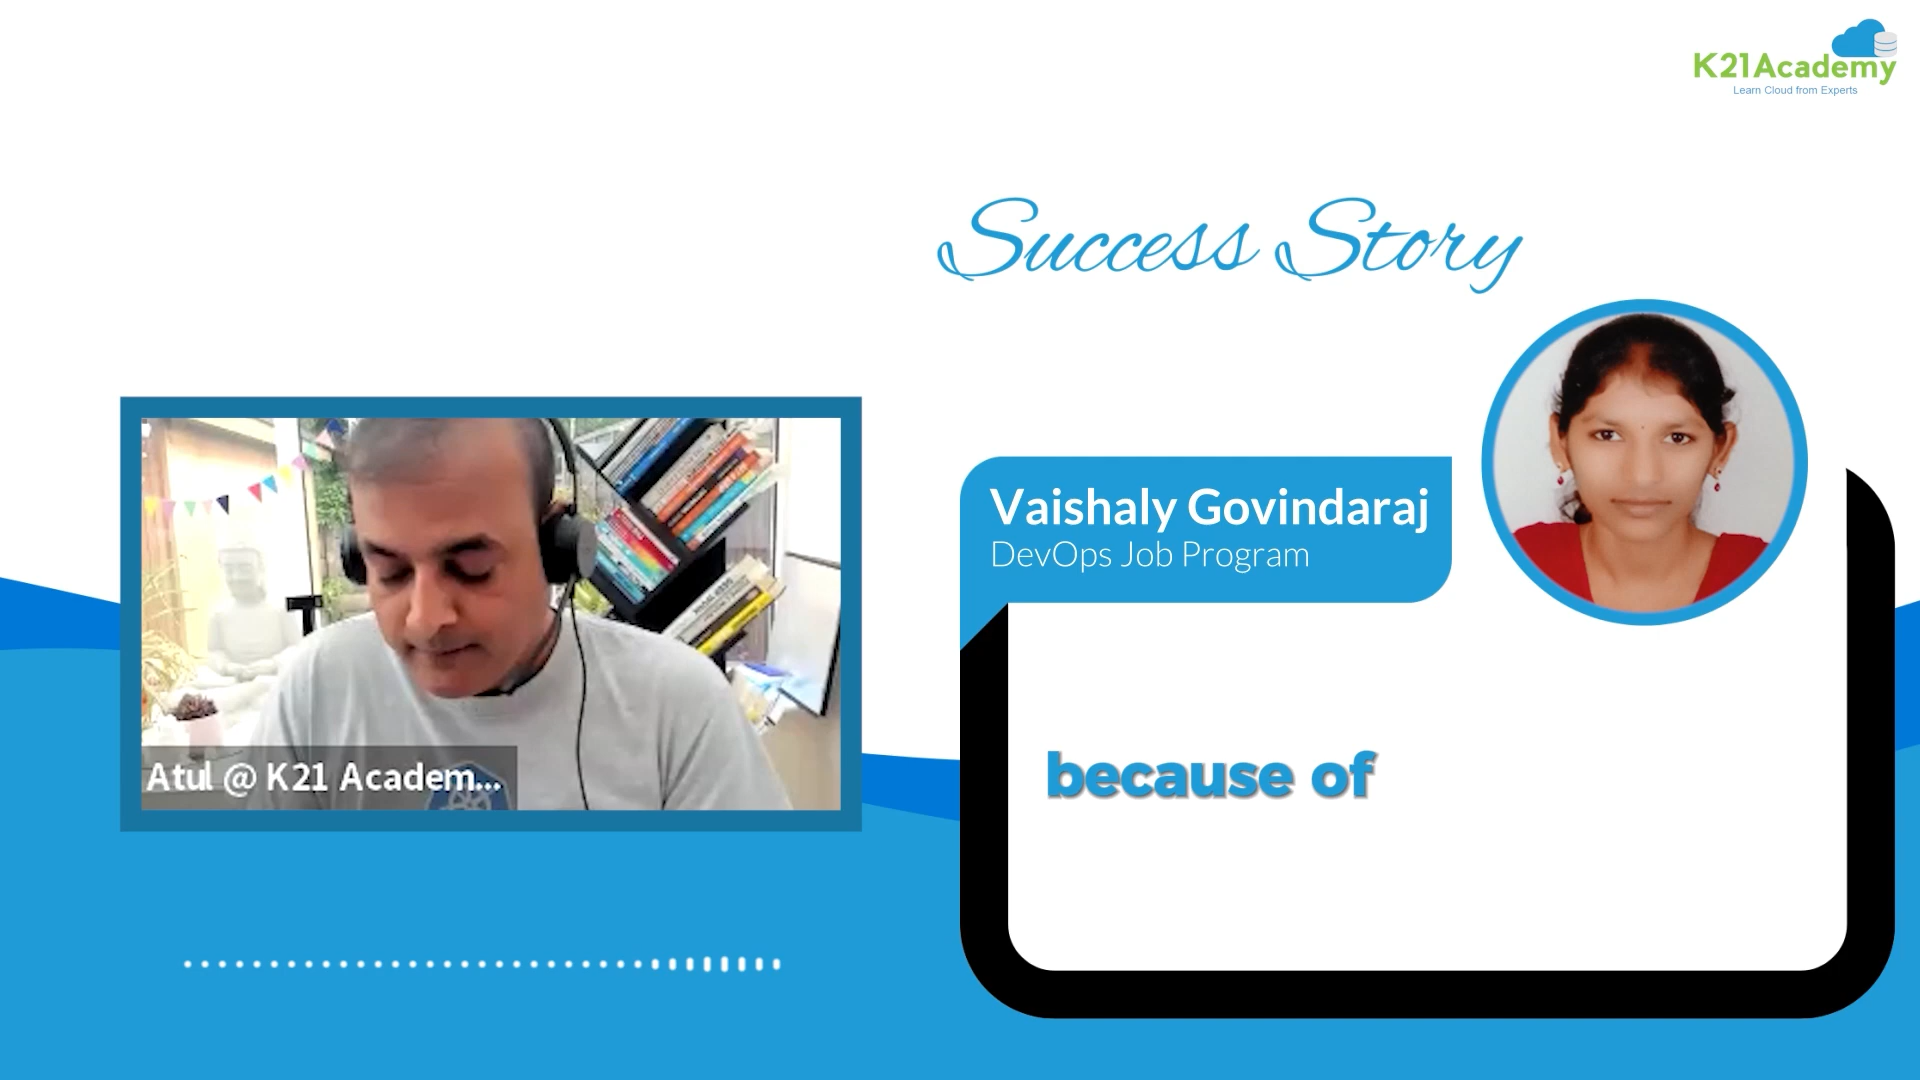 K21Academy
Learn Cloud from Experts
Success Story
Vaishaly Govindaraj
DevOps Job Program
Atul @ K21 Academ...
because of